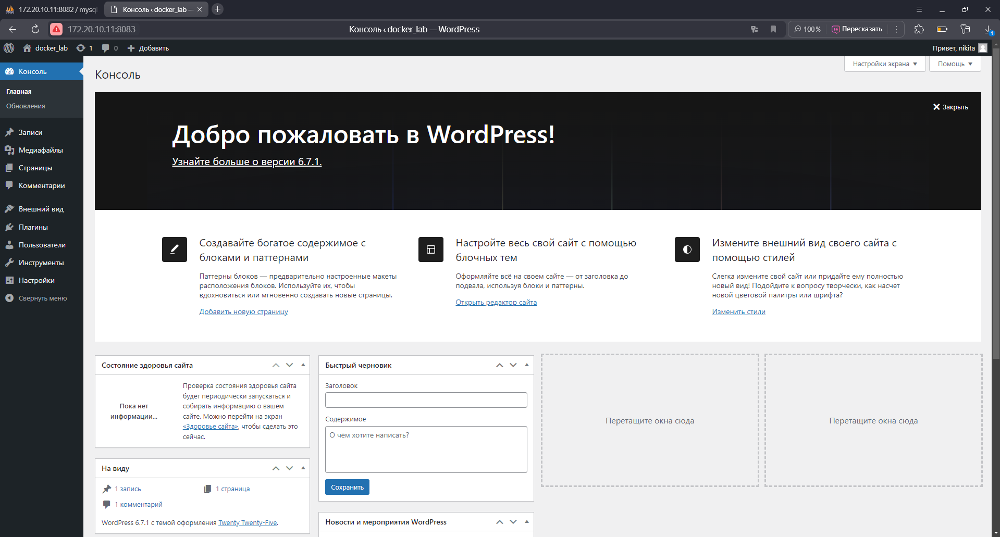 172.20.10.11:8082 / mysql
Консоль ‹ docker_lab —
172.20.10.11:8083
Консоль ‹ docker_lab — WordPress
100 %
Пересказать
1
docker_lab
1
0
Добавить
Привет, nikita
Консоль
Главная
Обновления
Записи
Медиафайлы
Страницы
Комментарии
Внешний вид
Плагины
Пользователи
Инструменты
Настройки
Свернуть меню
Настройки экрана
Помощь
Консоль
Закрыть
Добро пожаловать в WordPress!
Узнайте больше о версии 6.7.1.
Создавайте богатое содержимое с
блоками и паттернами
Паттерны блоков — предварительно настроенные макеты
расположения блоков. Используйте их, чтобы
вдохновиться или мгновенно создавать новые страницы.
Добавить новую страницу
Настройте весь свой сайт с помощью
блочных тем
Оформляйте всё на своем сайте — от заголовка до
подвала, используя блоки и паттерны.
Открыть редактор сайта
Измените внешний вид своего сайта с
помощью стилей
Слегка измените свой сайт или придайте ему полностью
новый вид! Подойдите к вопросу творчески, как насчет
новой цветовой палитры или шрифта?
Изменить стили
Состояние здоровья сайта
Пока нет
информации...
Проверка состояния здоровья сайта
будет периодически запускаться и
собирать информацию о вашем
сайте. Можно перейти на экран
«Здоровье сайта», чтобы сделать это
сейчас.
На виду
1 запись
1 страница
1 комментарий
WordPress 6.7.1 с темой оформления Twenty Twenty-Five.
Быстрый черновик
Заголовок
Содержимое
О чём хотите написать?
Сохранить
Новости и мероприятия WordPress
Перетащите окна сюда
Перетащите окна сюда